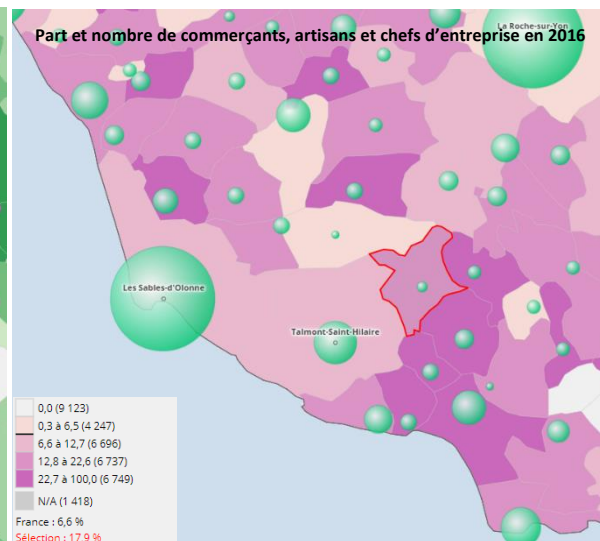 La Roche-sur-Yon
Part et nombre de commerçants, artisans et chefs d'entreprise en 2016
Les Sables-d'Olonne
Talmont-Saint-Hilaire
0,0 (9 123)
0,3 à 6,5 (4 247)
6,6 à 12,7 (6 696)
12,8 à 22,6 (6 737)
22,7 à 100,0 (6 749)
N/A (1 418)
France : 6,6 %
Sélection : 17,9 %